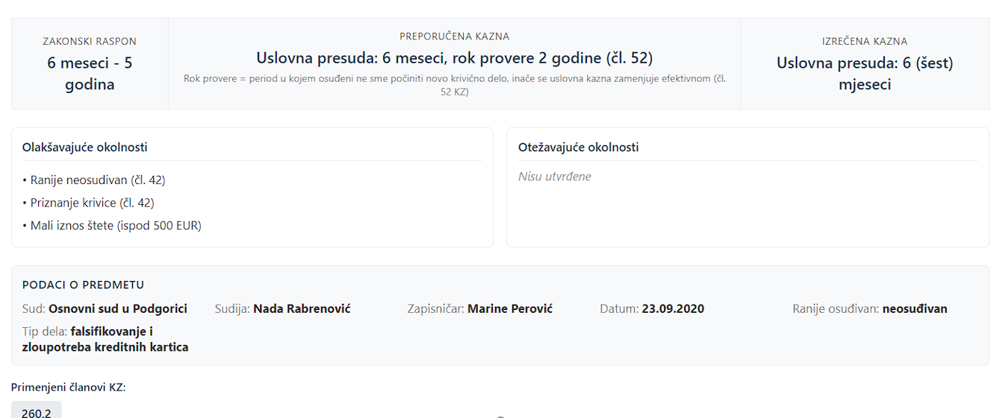 ZAKONSKI RASPON
6 meseci - 5
godina
PREPORUČENA KAZNA
Uslovna presuda: 6 meseci, rok provere 2 godine (čl. 52)
Rok provere = period u kojem osuđeni ne sme počiniti novo krivično delo, inače se uslovna kazna zamenjuje efektivnom (čl.
52 KZ)
IZREČENA KAZNA
Uslovna presuda: 6 (šest)
mjeseci
Olakšavajuće okolnosti
• Ranije neosudivan (čl. 42)
• Priznanje krivice (čl. 42)
• Mali iznos štete (ispod 500 EUR)
Otežavajuće okolnosti
Nisu utvrđene
PODACI O PREDMETU
Sud: Osnovni sud u Podgorici
Sudija: Nada Rabrenović
Zapisničar: Marine Perović
Datum: 23.09.2020
Ranije osuđivan: neosuđivan
Tip dela: falsifikovanje i
zloupotreba kreditnih kartica
Primenjeni članovi KZ:
260.2